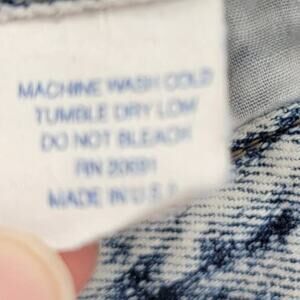 MACHINE WASH COLD
TUMBLE DRY LOW
DO NOT BLEACH
RN 20691
MADE IN U.S.A